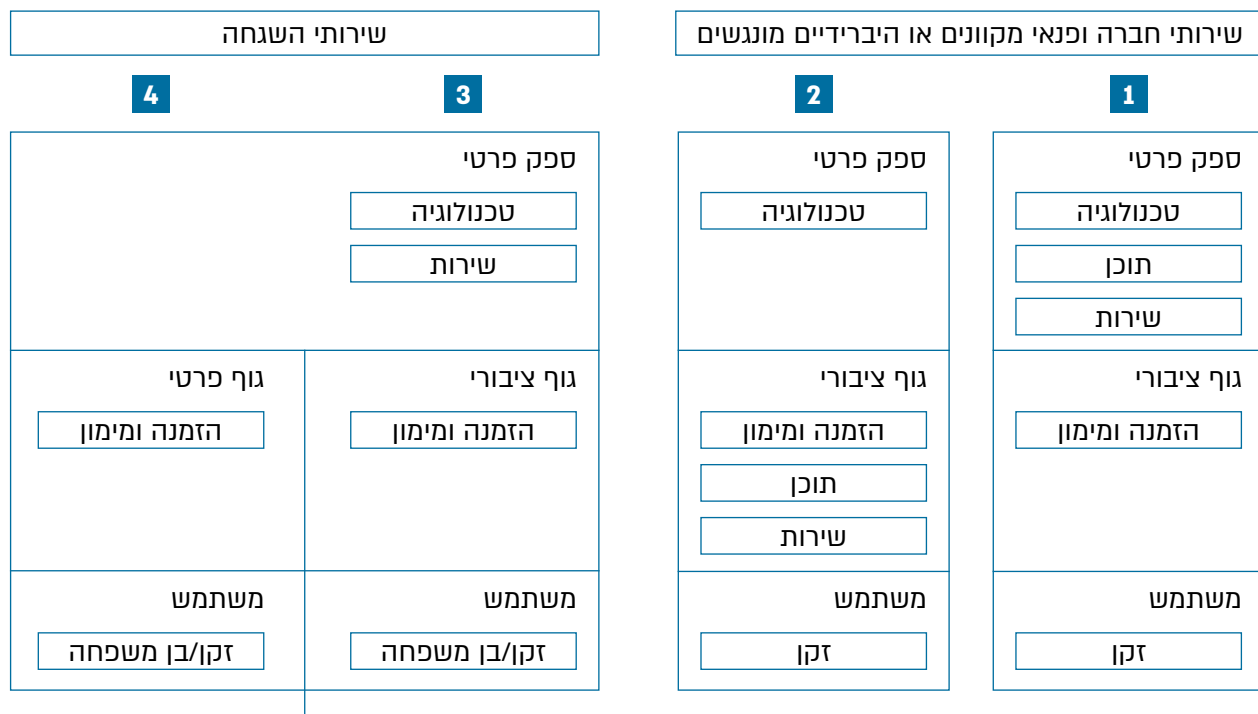 שירותי חברה ופנאי מקוונים או היברידיים מונגשים
1
ספק פרטי
טכנולוגיה
תוכן
שירות
גוף ציבורי
הזמנה ומימון
משתמש
זקן
2
ספק פרטי
טכנולוגיה
גוף ציבורי
הזמנה ומימון
תוכן
שירות
משתמש
זקן
שירותי השגחה
3
4
ספק פרטי
טכנולוגיה
שירות
גוף ציבורי
הזמנה ומימון
משתמש
זקן/בן משפחה
גוף פרטי
הזמנה ומימון
משתמש
זקן/בן משפחה